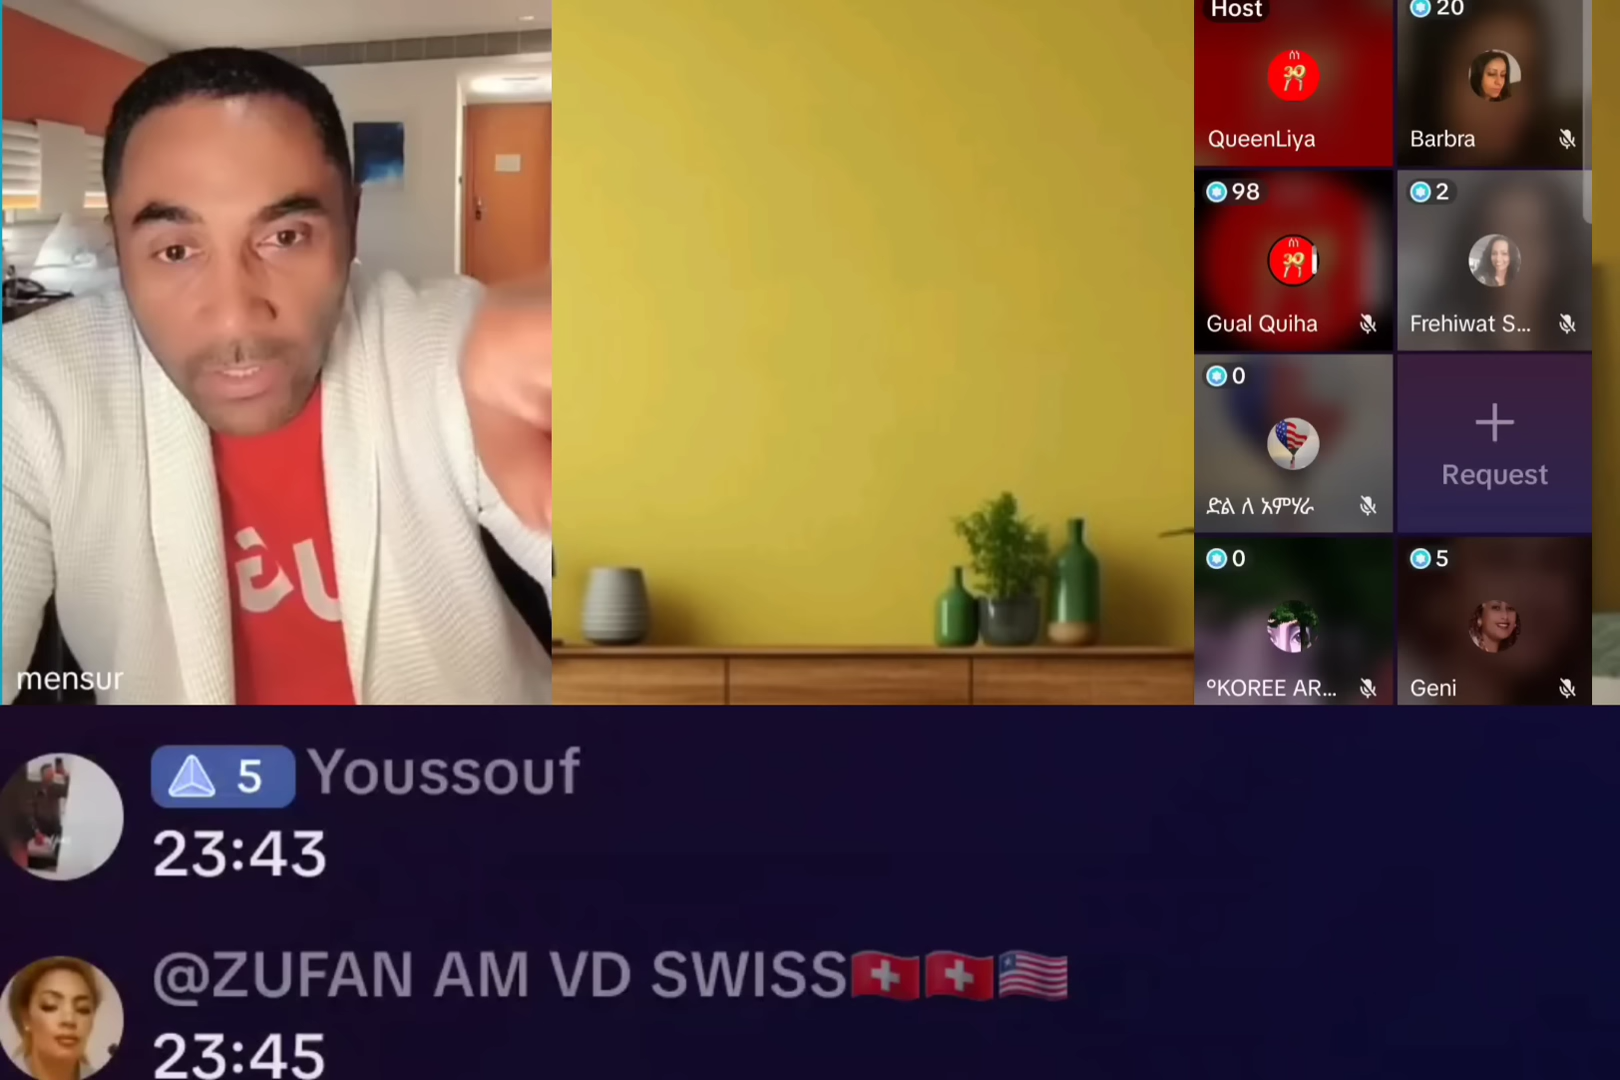 Host
20
QueenLiya
Barbra
98
2
Gual Quiha
Frehiwat S...
0
ድል ለ አምሃራ
Request
0
5
°KOREE AR...
Geni
mensur
5 Youssouf
23:43
@ZUFAN AM VD SWISS🇨🇭🇨🇭🇺🇸
23:45